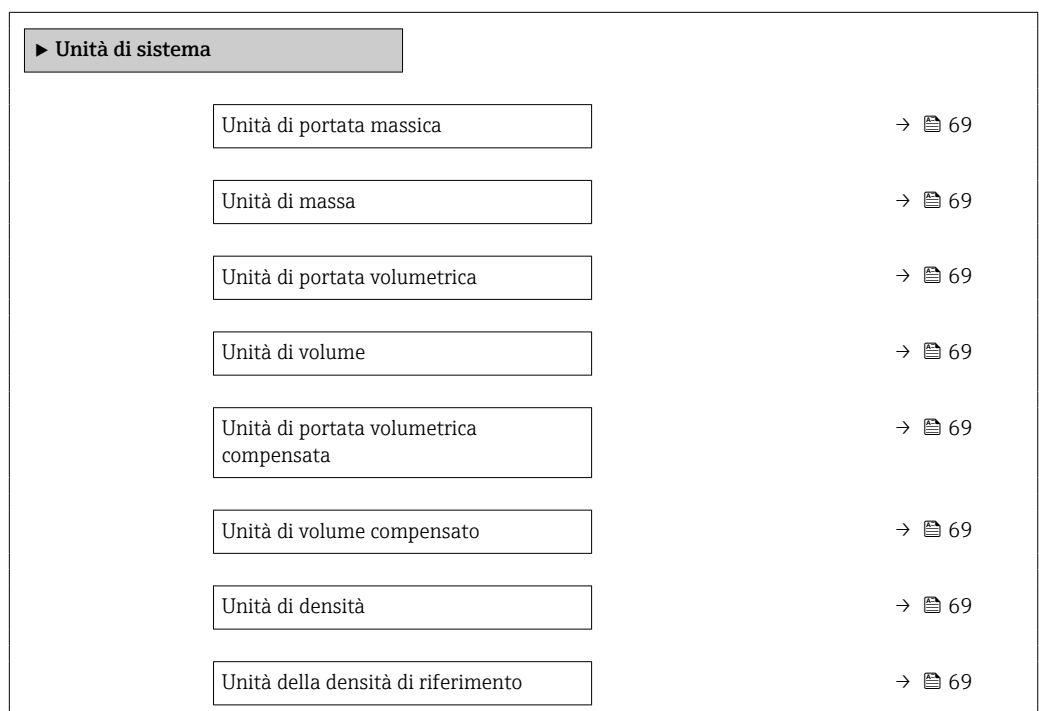 ▶ Unità di sistema
Unità di portata massica → 69
Unità di massa → 69
Unità di portata volumetrica → 69
Unità di volume → 69
Unità di portata volumetrica → 69
compensata
Unità di volume compensato → 69
Unità di densità → 69
Unità della densità di riferimento → 69